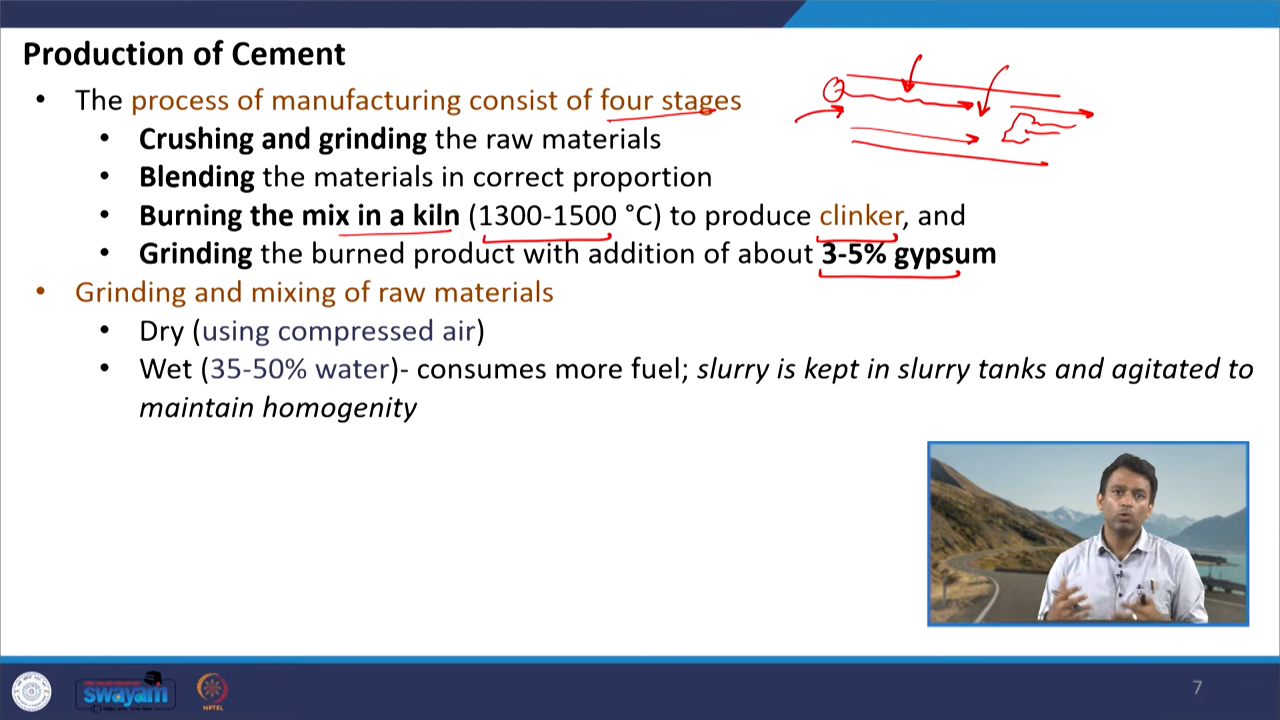 Production of Cement
• The process of manufacturing consist of four stages
• Crushing and grinding the raw materials
• Blending the materials in correct proportion
• Burning the mix in a kiln (1300-1500 °C) to produce clinker, and
• Grinding the burned product with addition of about 3-5% gypsum
• Grinding and mixing of raw materials
• Dry (using compressed air)
• Wet (35-50% water)- consumes more fuel; slurry is kept in slurry tanks and agitated to
maintain homogenity
swayam
NPTEL
7